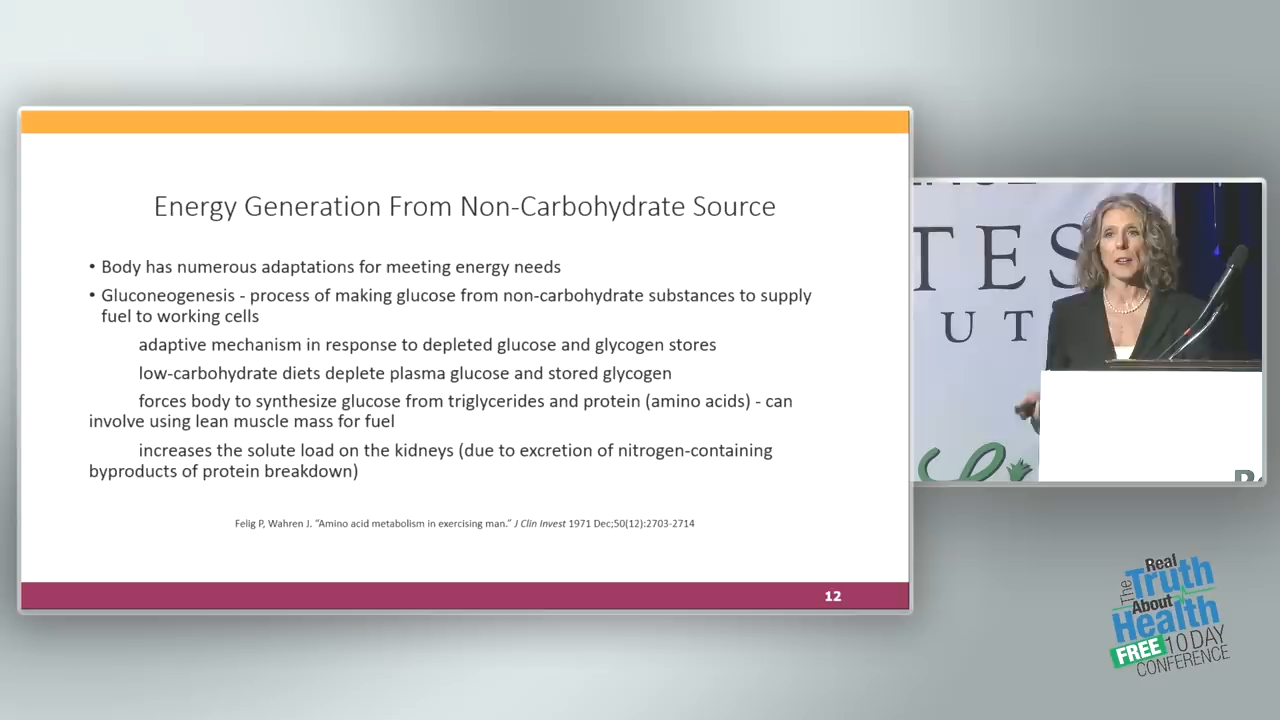 Energy Generation From Non-Carbohydrate Source
• Body has numerous adaptations for meeting energy needs
• Gluconeogenesis - process of making glucose from non-carbohydrate substances to supply
fuel to working cells
adaptive mechanism in response to depleted glucose and glycogen stores
low-carbohydrate diets deplete plasma glucose and stored glycogen
forces body to synthesize glucose from triglycerides and protein (amino acids) - can
involve using lean muscle mass for fuel
increases the solute load on the kidneys (due to excretion of nitrogen-containing
byproducts of protein breakdown)
Felig P, Wahren J. “Amino acid metabolism in exercising man.” J Clin Invest 1971 Dec;50(12):2703-2714
12
TES
UT
The
Real
Truth
About
Health
FREE 10 DAY
CONFERENCE